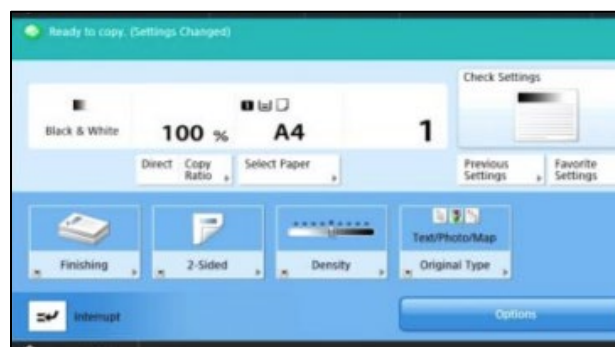 Ready to copy. (Settings Changed)
Check Settings
1
Black & White
100 % A4 1
Direct Copy Ratio
Select Paper
Previous Settings
Favorite Settings
Text/Photo/Map
Finishing
2-Sided
Density
Original Type
Interrupt
Options